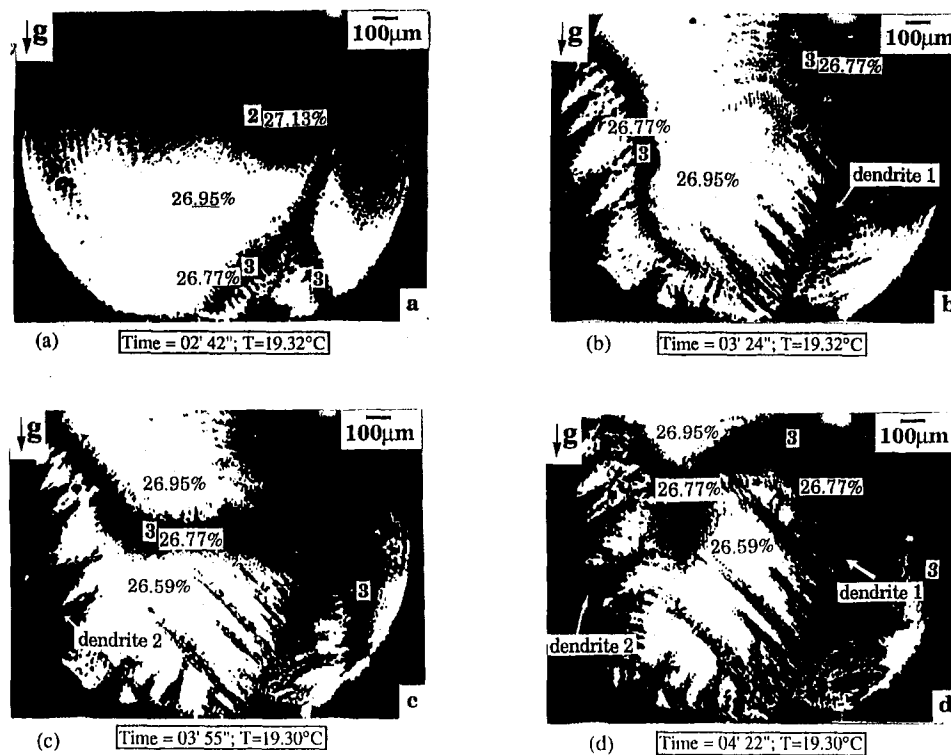 g
100μm
2 27.13%
26.95%
26.77% 3
3
a
(a)
Time = 02' 42"; T=19.32°C
g
100μm
3 26.77%
26.77%
3
26.95%
dendrite 1
b
(b)
Time = 03' 24"; T=19.32°C
g
100μm
26.95%
3 26.77%
26.59%
3
dendrite 2
c
(c)
Time = 03' 55"; T=19.30°C
g
100μm
26.95%
3
26.77%
26.77%
26.59%
3
dendrite 1
dendrite 2
d
(d)
Time = 04' 22"; T=19.30°C